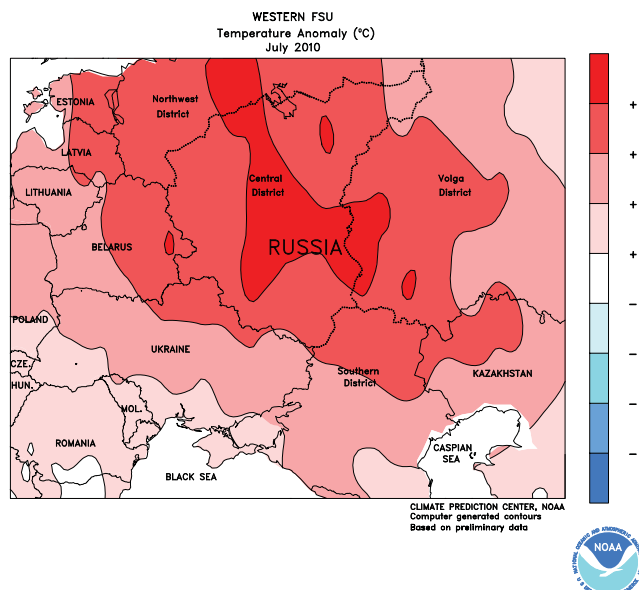 WESTERN FSU
Temperature Anomaly (°C)
July 2010
ESTONIA
Northwest
District
LATVIA
Central
District
Volga
District
LITHUANIA
BELARUS
RUSSIA
POLAND
UKRAINE
CZE.
HUN.
Southern
District
KAZAKHSTAN
MOL.
ROMANIA
CASPIAN
SEA
BLACK SEA
+
+
+
+
−
−
−
−
CLIMATE PREDICTION CENTER, NOAA
Computer generated contours
Based on preliminary data
NOAA